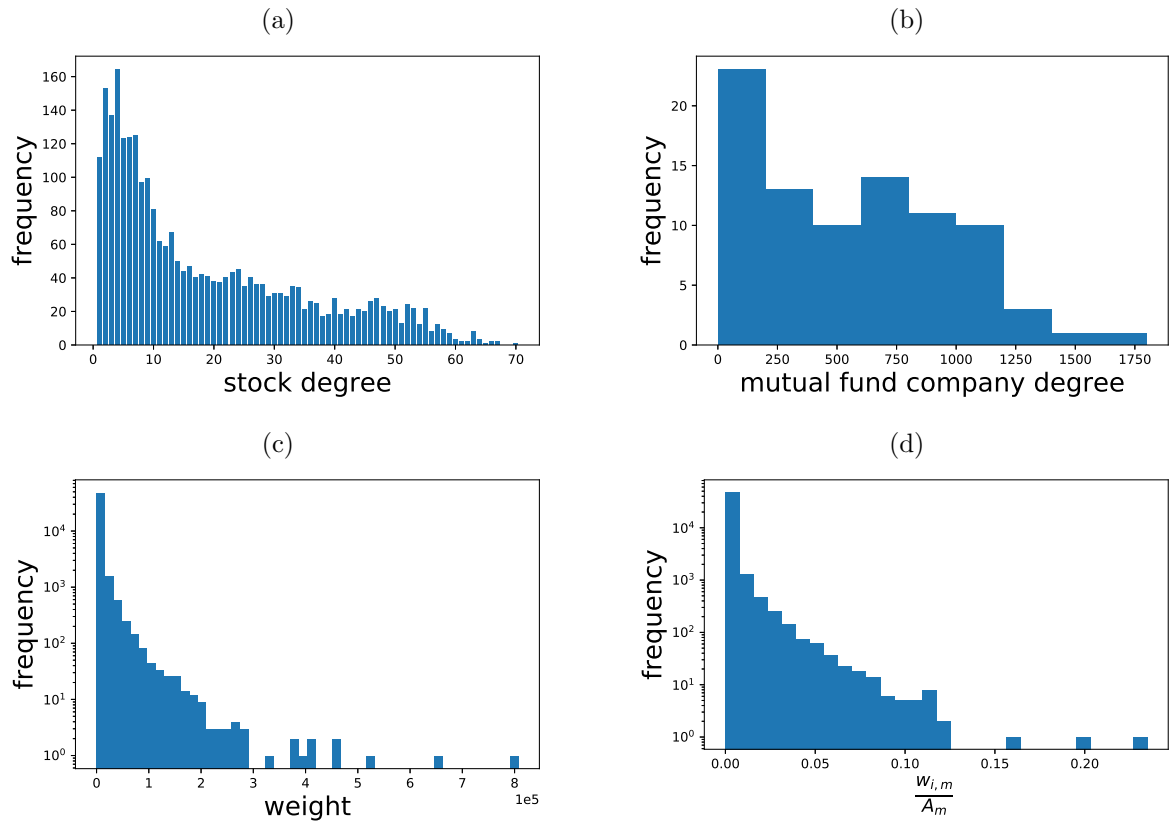 (a)
(b)
frequency
160
140
120
100
80
60
40
20
0
0 10 20 30 40 50 60 70
stock degree
frequency
20
15
10
5
0
0 250 500 750 1000 1250 1500 1750
mutual fund company degree
(c)
(d)
frequency
10^4
10^3
10^2
10^1
10^0
0 1 2 3 4 5 6 7 8
1e5
weight
frequency
10^4
10^3
10^2
10^1
10^0
0.00 0.05 0.10 0.15 0.20
w_{i,m}
A_m